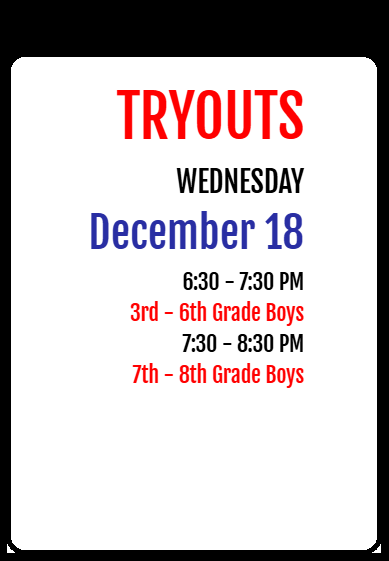 TRYOUTS
WEDNESDAY
December 18
6:30 - 7:30 PM
3rd - 6th Grade Boys
7:30 - 8:30 PM
7th - 8th Grade Boys